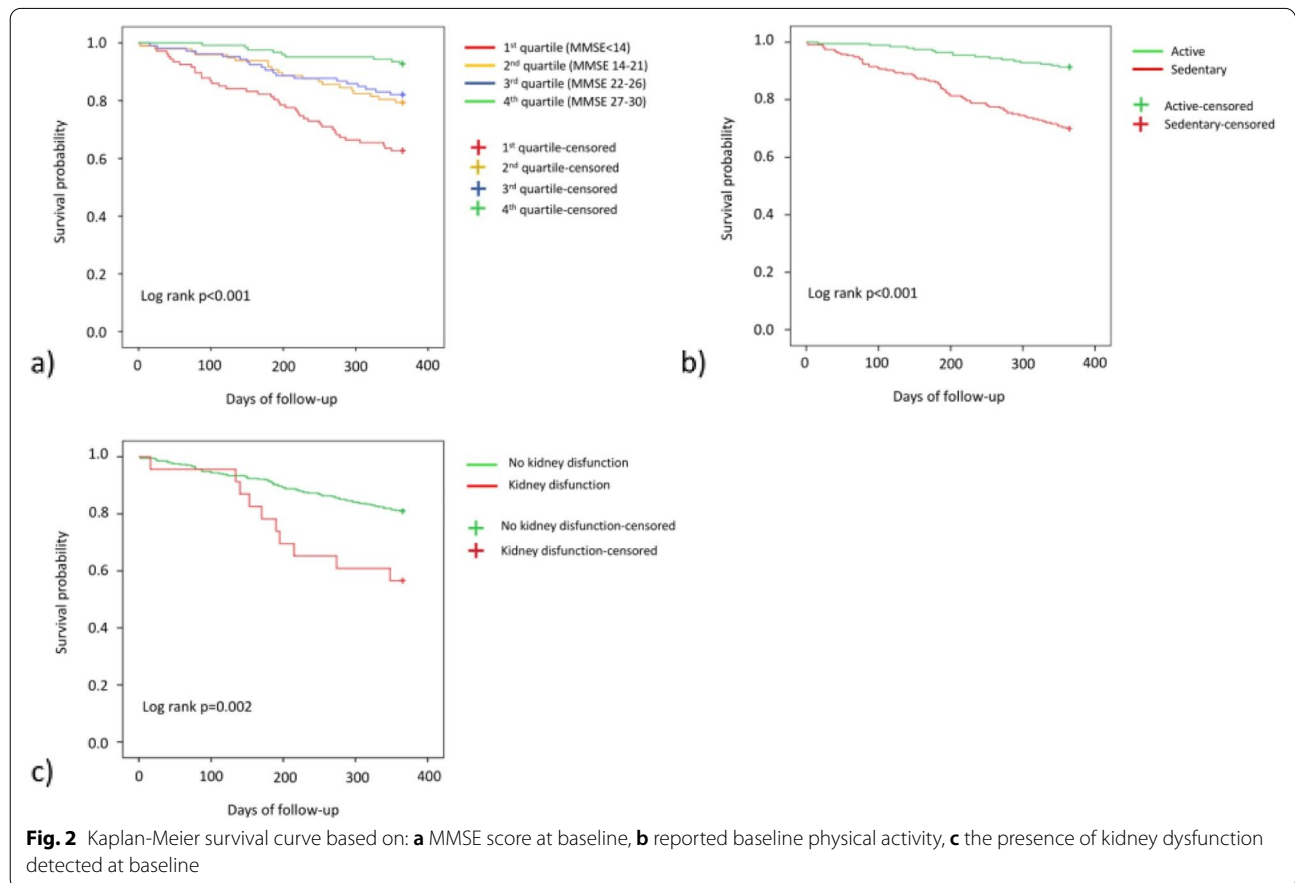 1.0
0.8
0.6
0.4
0.2
0.0
Survival probability
Log rank p<0.001
0 100 200 300 400
Days of follow-up
a)
1st quartile (MMSE<14)
2nd quartile (MMSE 14-21)
3rd quartile (MMSE 22-26)
4th quartile (MMSE 27-30)
1st quartile-censored
2nd quartile-censored
3rd quartile-censored
4th quartile-censored
1.0
0.8
0.6
0.4
0.2
0.0
Survival probability
Log rank p<0.001
0 100 200 300 400
Days of follow-up
b)
Active
Sedentary
Active-censored
Sedentary-censored
1.0
0.8
0.6
0.4
0.2
0.0
Survival probability
Log rank p=0.002
0 100 200 300 400
Days of follow-up
c)
No kidney disfunction
Kidney disfunction
No kidney disfunction-censored
Kidney disfunction-censored
Fig. 2 Kaplan-Meier survival curve based on: a MMSE score at baseline, b reported baseline physical activity, c the presence of kidney dysfunction
detected at baseline